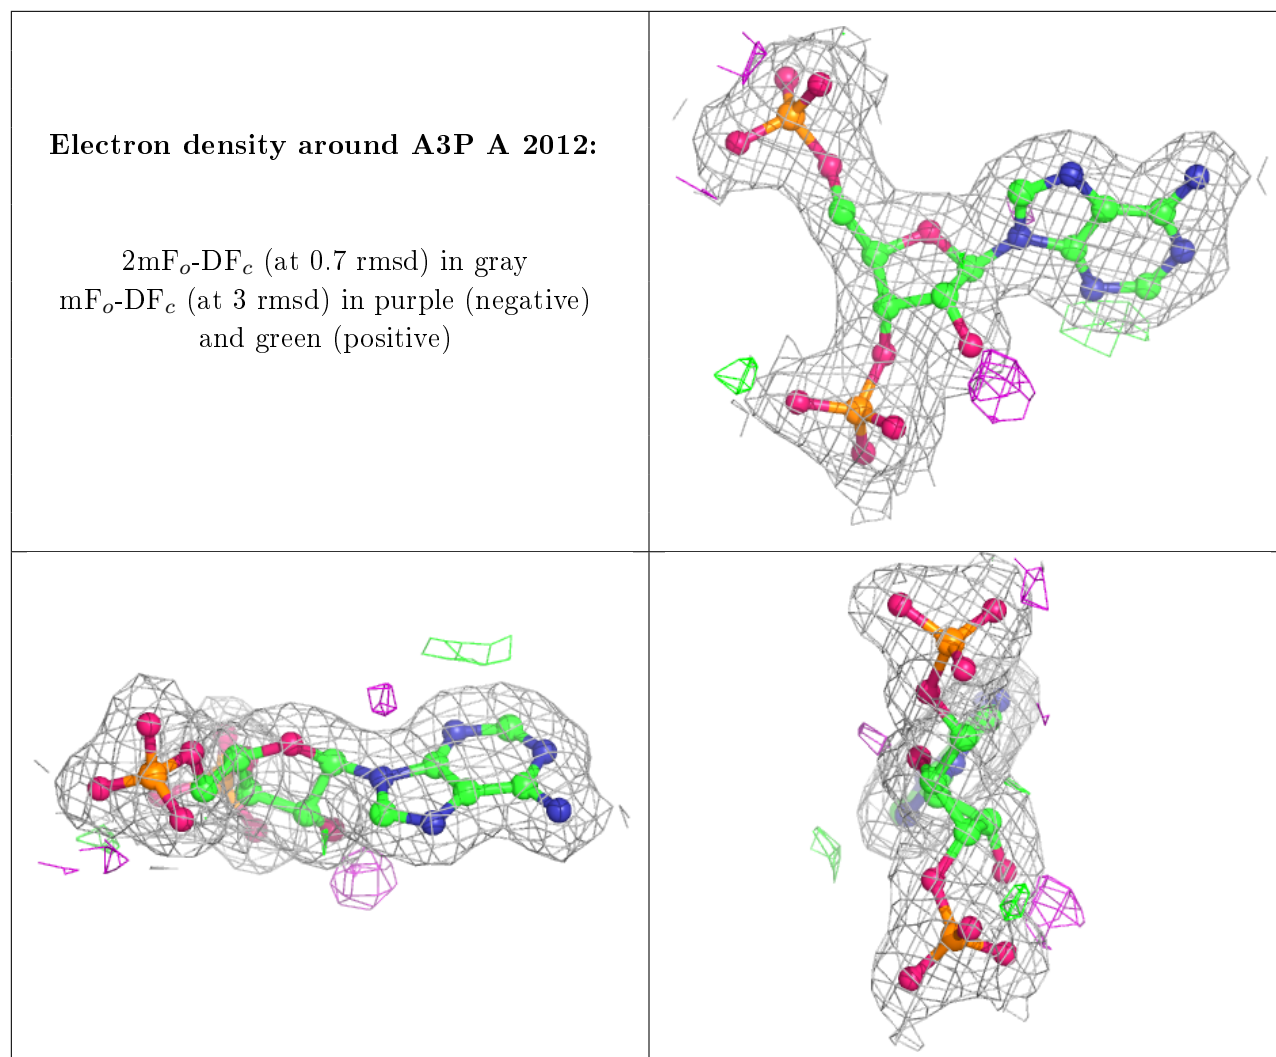 Electron density around A3P A 2012:
2mFo-DFc (at 0.7 rmsd) in gray
mFo-DFc (at 3 rmsd) in purple (negative)
and green (positive)